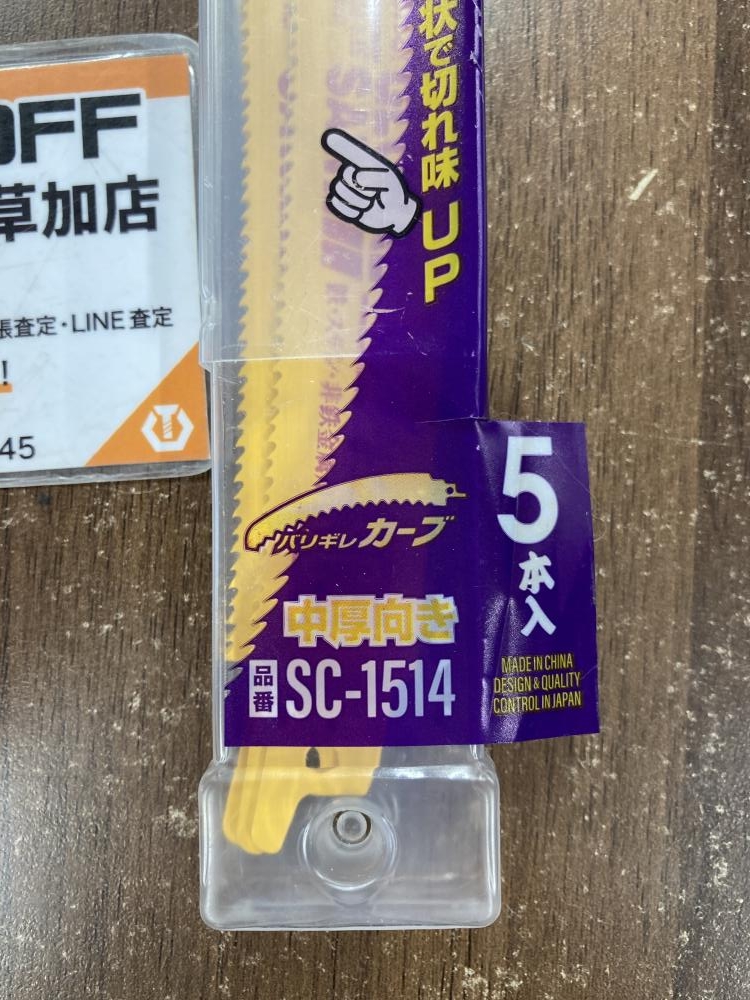 OFF
草加店
張査定・LINE査定
!
45
状で切れ味UP
バリギレカーブ
中厚向き
品番 SC-1514
5本入
MADE IN CHINA
DESIGN & QUALITY
CONTROL IN JAPAN